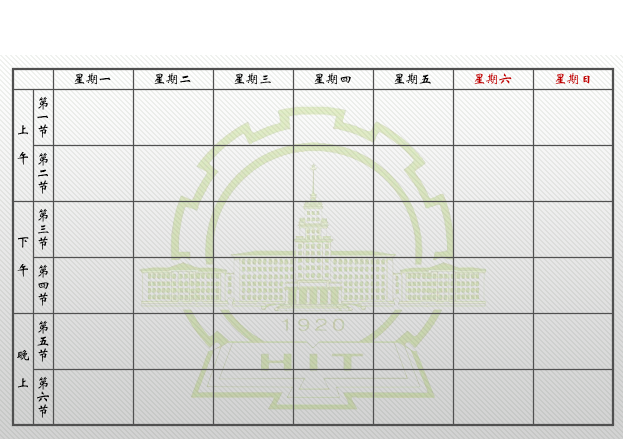 星期一 星期二 星期三 星期四 星期五 星期六 星期日
上午
第一节
第二节
下午
第三节
第四节
晚上
第五节
第六节
1920
HIT